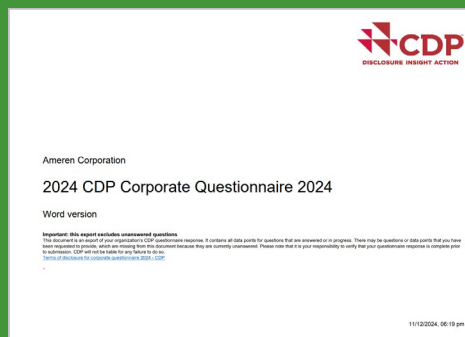 CDP
DISCLOSURE INSIGHT ACTION
Ameren Corporation
2024 CDP Corporate Questionnaire 2024
Word version
Important: this export excludes unanswered questions
This document is an export of your organization's CDP questionnaire response. It contains all data points for questions that are answered or in progress. There may be questions or data points that you have
been requested to provide, which are missing from this document because they are currently unanswered. Please note that it is your responsibility to verify that your questionnaire response is complete prior
to submission. CDP will not be liable for any failure to do so.
Terms of disclosure for corporate questionnaire 2024 - CDP
.
11/12/2024, 06:19 pm